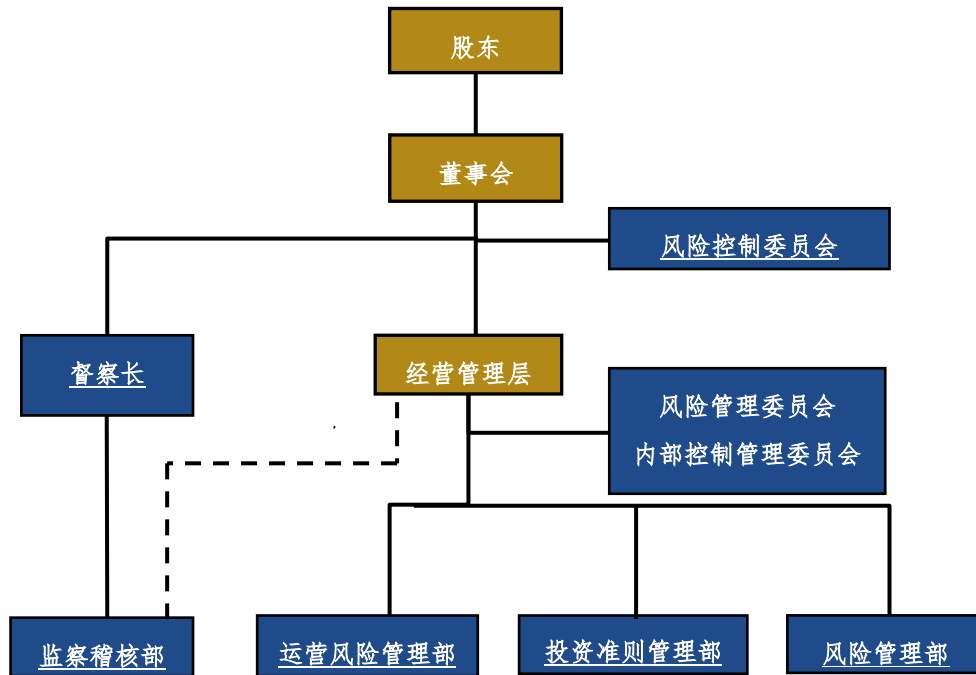 股东
董事会
风险控制委员会
督察长
经营管理层
风险管理委员会
内部控制管理委员会
监察稽核部
运营风险管理部
投资准则管理部
风险管理部